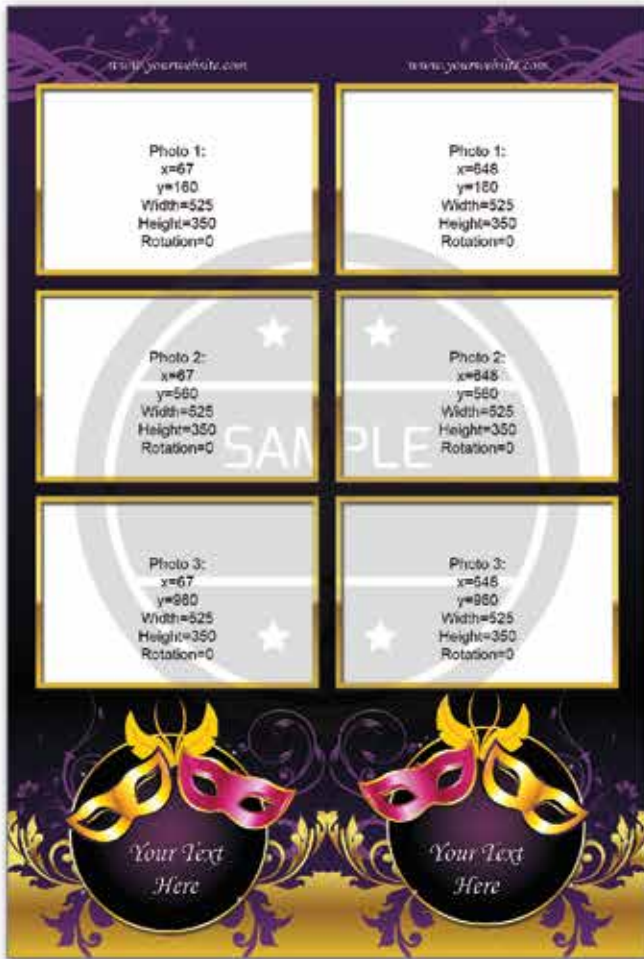 www.yourwebsite.com
www.yourwebsite.com
Photo 1:
x=67
y=160
Width=525
Height=350
Rotation=0
Photo 1:
x=648
y=160
Width=525
Height=350
Rotation=0
Photo 2:
x=67
y=560
Width=525
Height=350
Rotation=0
Photo 2:
x=648
y=560
Width=525
Height=350
Rotation=0
SAMPLE
Photo 3:
x=67
y=960
Width=525
Height=350
Rotation=0
Photo 3:
x=648
y=960
Width=525
Height=350
Rotation=0
Your Text
Here
Your Text
Here